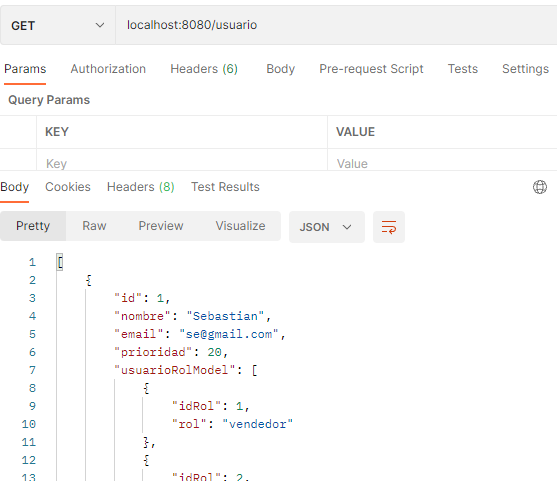 GET localhost:8080/usuario
Params Authorization Headers (6) Body Pre-request Script Tests Settings
Query Params
KEY VALUE
Key Value
Body Cookies Headers (8) Test Results
Pretty Raw Preview Visualize JSON
1 [
2 {
3 "id": 1,
4 "nombre": "Sebastian",
5 "email": "se@gmail.com",
6 "prioridad": 20,
7 "usuarioRolModel": [
8 {
9 "idRol": 1,
10 "rol": "vendedor"
11 },
12 {
13 "idRol": 2,